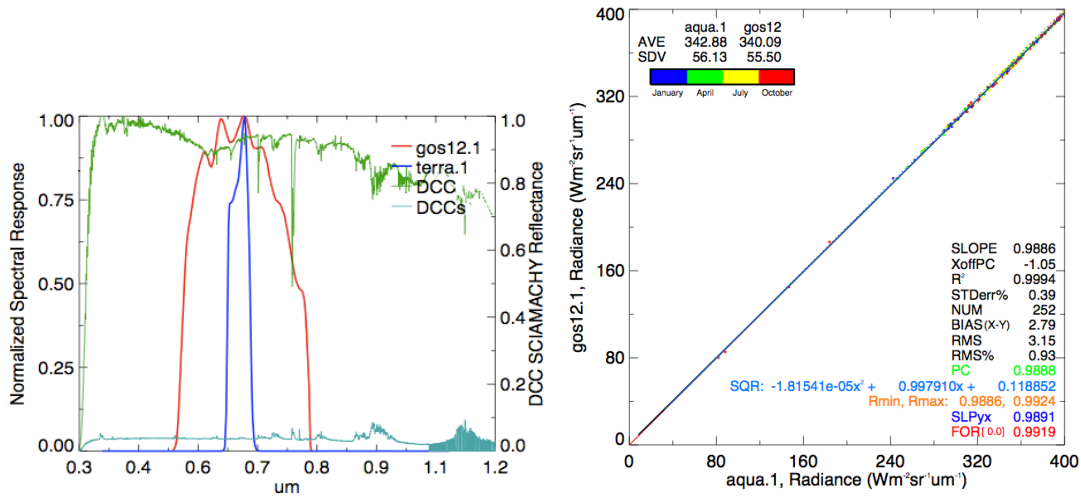 1.00
0.75
0.50
0.25
0.00
Normalized Spectral Response
0.3 0.4 0.6 0.7 0.8 0.9 1.1 1.2
um
1.0
0.8
0.6
0.4
0.2
0.0
DCC SCIAMACHY Reflectance
gos12.1
terra.1
DCC
DCCs
400
320
240
160
80
0
gos12.1, Radiance (Wm⁻²sr⁻¹um⁻¹)
aqua.1 gos12
AVE 342.88 340.09
SDV 56.13 55.50
January April July October
SLOPE 0.9886
XoffPC -1.05
R² 0.9994
STDerr% 0.39
NUM 252
BIAS(X-Y) 2.79
RMS 3.15
RMS% 0.93
PC 0.9888
SQR: -1.81541e-05x² + 0.997910x + 0.118852
Rmin, Rmax: 0.9886, 0.9924
SLPyx 0.9891
FOR[ 0.0] 0.9919
0 80 160 240 320 400
aqua.1, Radiance (Wm⁻²sr⁻¹um⁻¹)